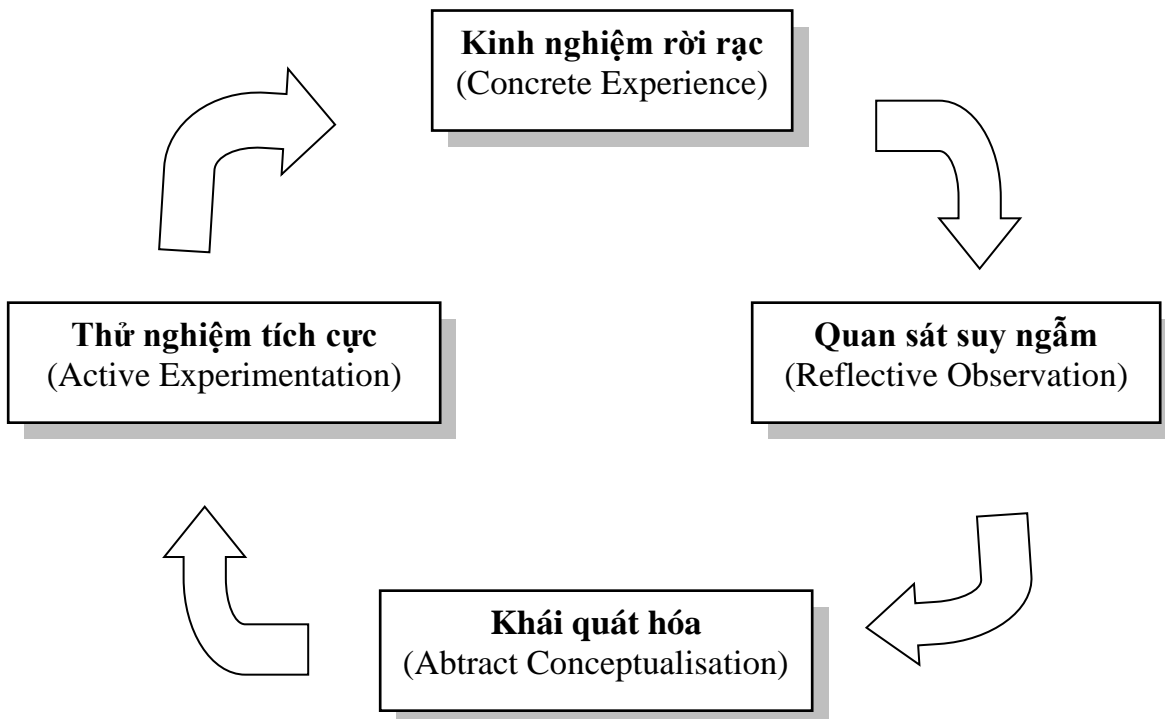 Kinh nghiệm rời rạc
(Concrete Experience)
Thử nghiệm tích cực
(Active Experimentation)
Quan sát suy ngẫm
(Reflective Observation)
Khái quát hóa
(Abtract Conceptualisation)